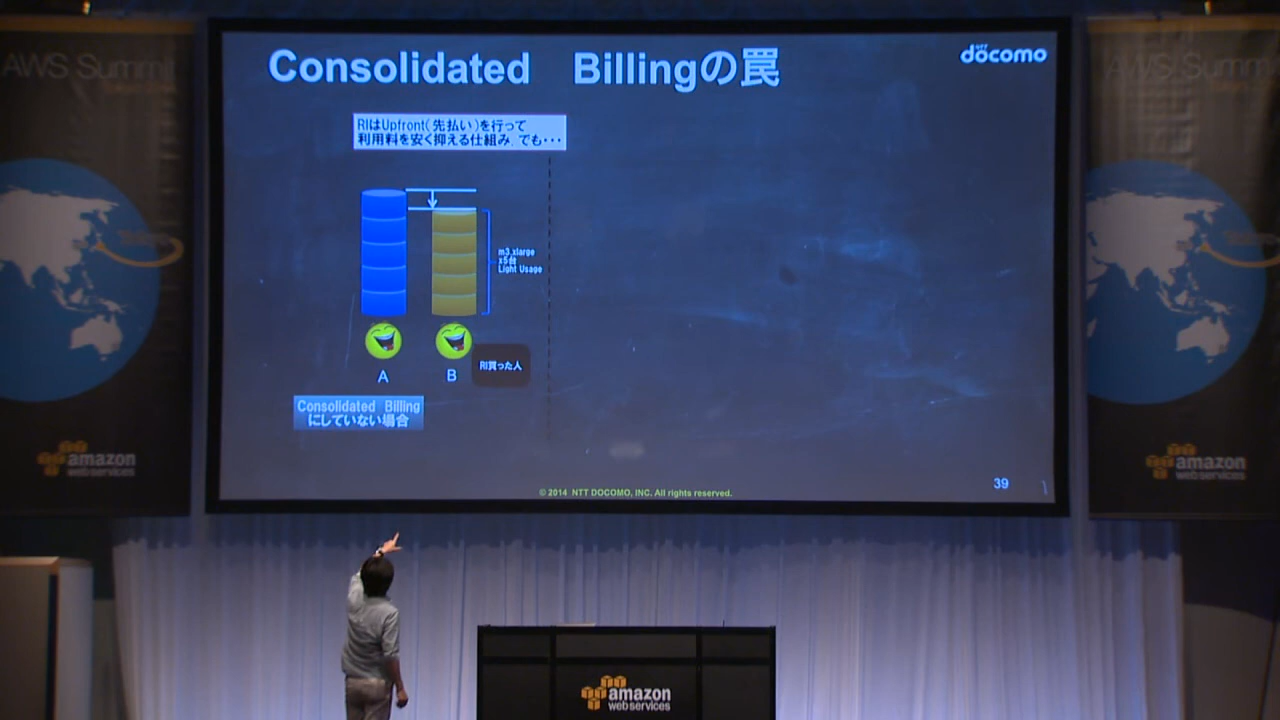 AWS Summit
AWS Summit
Consolidated Billingの罠
NTT
docomo
RIはUpfront(先払い)を行って
利用料を安く抑える仕組み. でも・・・
m3.xlarge
x5台
Light Usage
A
B
RI買った人
Consolidated Billing
にしていない場合
39
© 2014 NTT DOCOMO, INC. All rights reserved.
amazon
web services
amazon
web services
amazon
web services